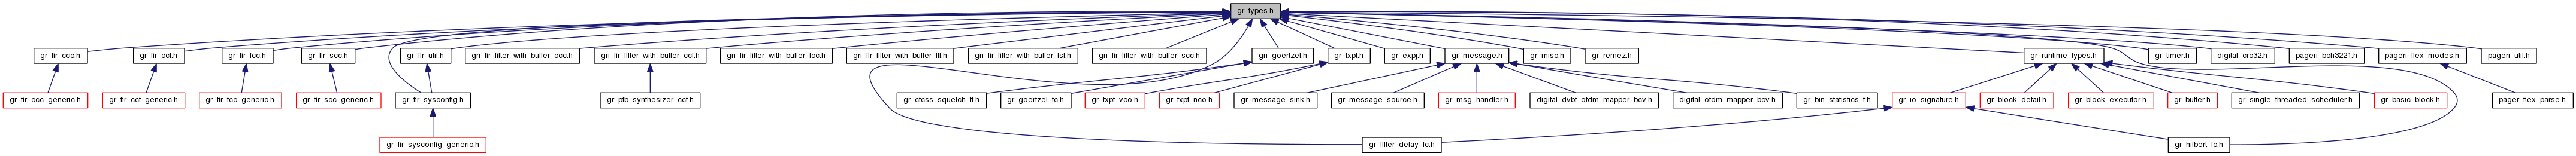 gr_types.h
gr_fir_ccc.h
gr_fir_ccf.h
gr_fir_fcc.h
gr_fir_scc.h
gr_fir_util.h
gri_fir_filter_with_buffer_ccc.h
gri_fir_filter_with_buffer_ccf.h
gri_fir_filter_with_buffer_fcc.h
gri_fir_filter_with_buffer_fff.h
gri_fir_filter_with_buffer_fsf.h
gri_fir_filter_with_buffer_scc.h
gri_goertzel.h
gr_fxpt.h
gr_expj.h
gr_message.h
gr_misc.h
gr_remez.h
gr_runtime_types.h
gr_timer.h
digital_crc32.h
pageri_bch3221.h
pageri_flex_modes.h
pageri_util.h
gr_fir_ccc_generic.h
gr_fir_ccf_generic.h
gr_fir_fcc_generic.h
gr_fir_scc_generic.h
gr_fir_sysconfig.h
gr_pfb_synthesizer_ccf.h
gr_ctcss_squelch_ff.h
gr_goertzel_fc.h
gr_fxpt_vco.h
gr_fxpt_nco.h
gr_message_sink.h
gr_message_source.h
gr_msg_handler.h
digital_dvbt_ofdm_mapper_bcv.h
digital_ofdm_mapper_bcv.h
gr_bin_statistics_f.h
gr_io_signature.h
gr_block_detail.h
gr_block_executor.h
gr_buffer.h
gr_single_threaded_scheduler.h
gr_basic_block.h
pager_flex_parse.h
gr_fir_sysconfig_generic.h
gr_filter_delay_fc.h
gr_hilbert_fc.h